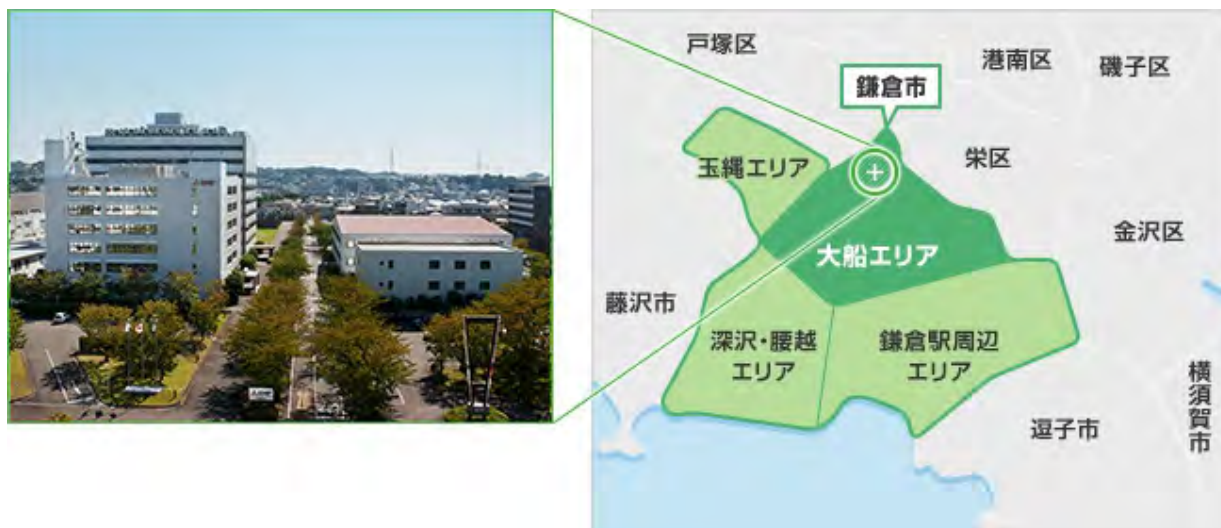 戸塚区
港南区
磯子区
鎌倉市
栄区
玉縄エリア
金沢区
大船エリア
藤沢市
深沢・腰越
エリア
鎌倉駅周辺
エリア
横須賀市
逗子市